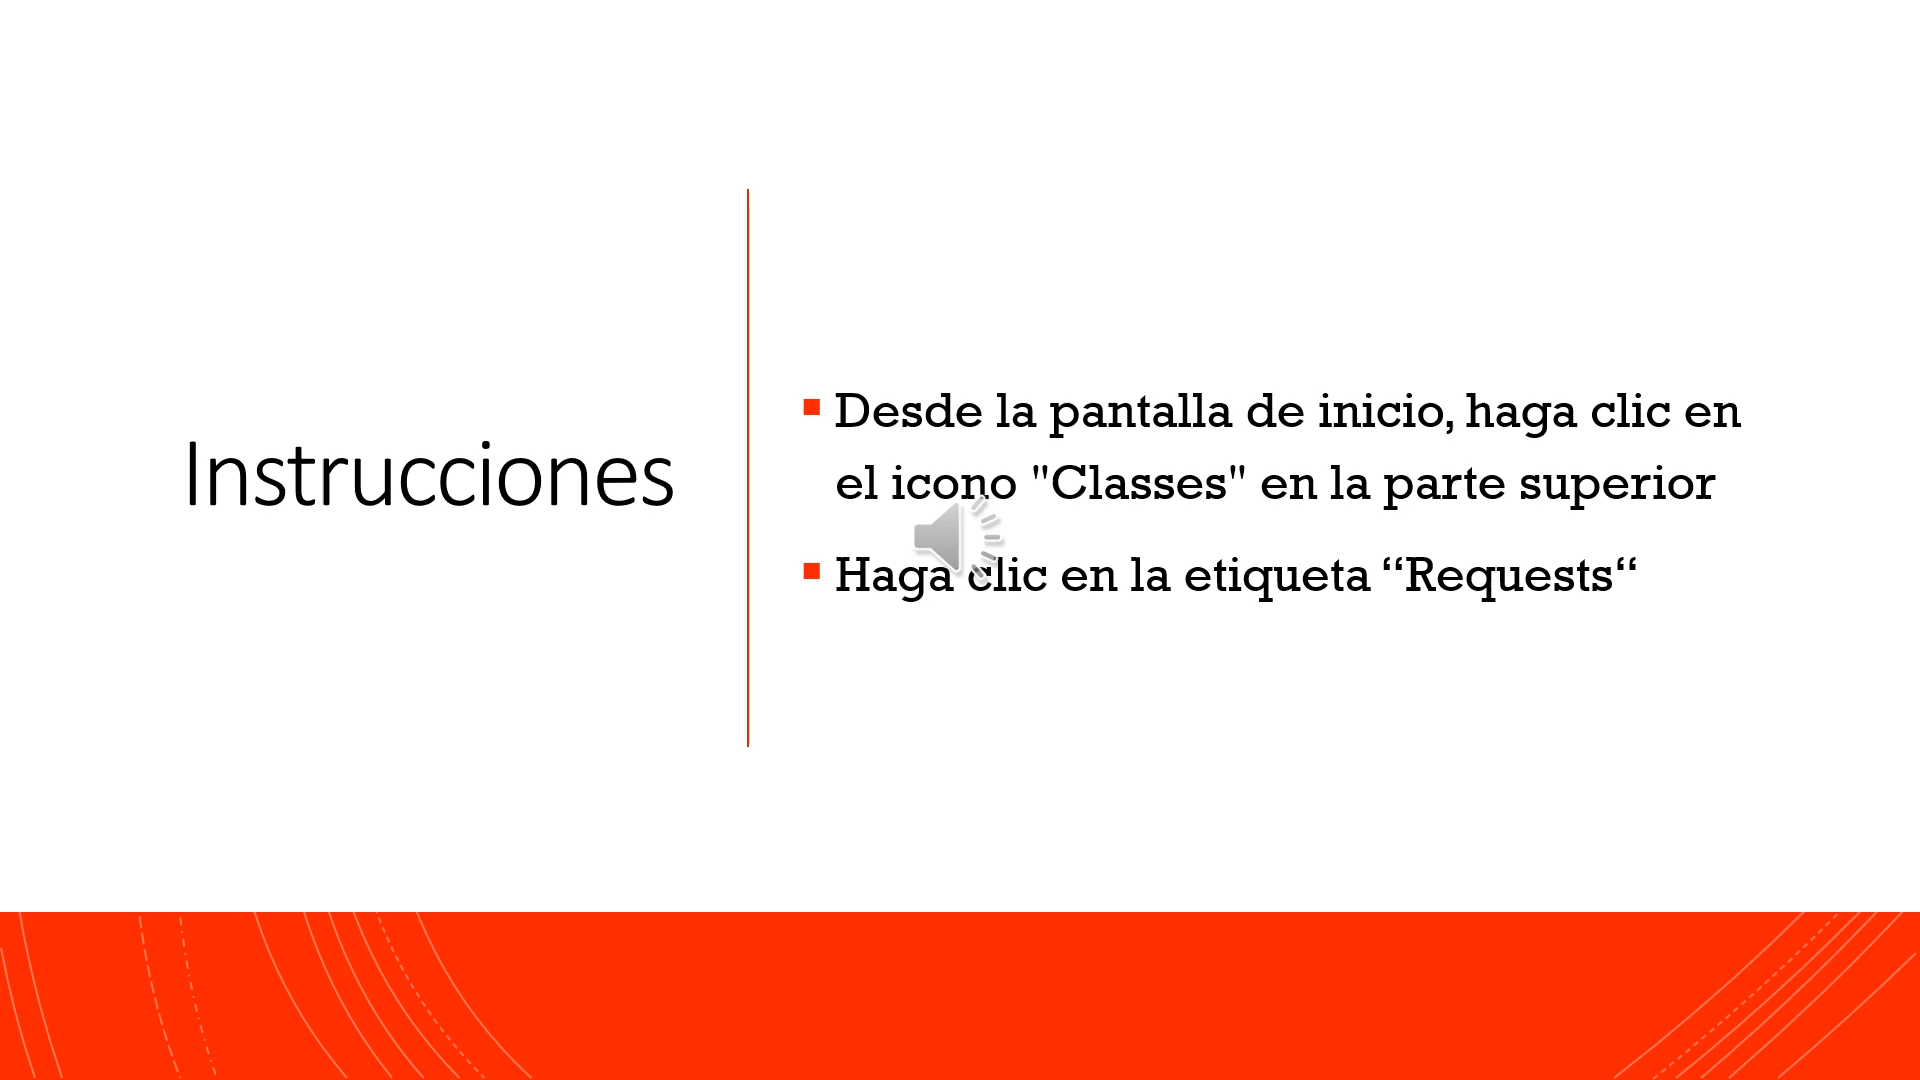 Instrucciones
Desde la pantalla de inicio, haga clic en
el icono "Classes" en la parte superior
Haga clic en la etiqueta “Requests“